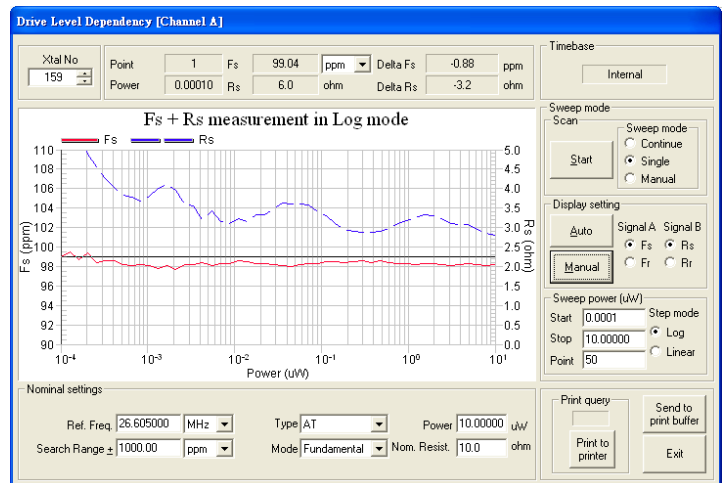 Drive Level Dependency [Channel A]
Xtal No
159
Point 1 Fs 99.04 ppm Delta Fs -0.88 ppm
Power 0.00010 Rs 6.0 ohm Delta Rs -3.2 ohm
Timebase
Internal
Fs + Rs measurement in Log mode
Fs Rs
110 5.0
108 4.5
106 4.0
104 3.5
102 3.0
100 2.5
98 2.0
96 1.5
94 1.0
92 0.5
90 0.0
Fs (ppm)
Rs (ohm)
10-4 10-3 10-2 10-1 100 101
Power (uW)
Sweep mode
Scan
Start
Sweep mode
Continue
Single
Manual
Display setting
Auto
Manual
Signal A Signal B
Fs Rs
Fr Rr
Sweep power (uW)
Start 0.0001 Step mode
Stop 10.00000 Log
Point 50 Linear
Nominal settings
Ref. Freq. 26.605000 MHz Type AT Power 10.00000 uW
Search Range ± 1000.00 ppm Mode Fundamental Nom. Resist. 10.0 ohm
Print query
Print to
printer
Send to
print buffer
Exit